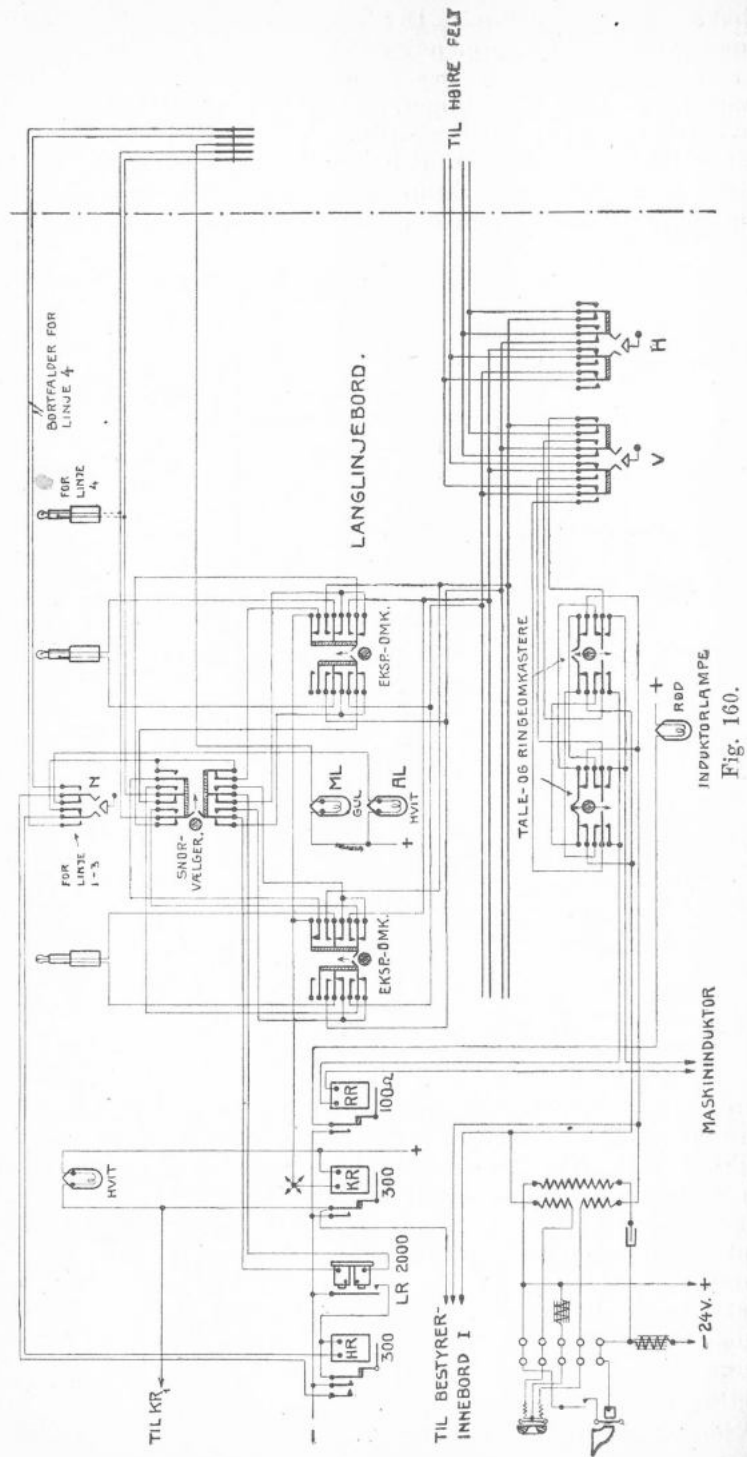 TIL KR₁
HVIT
FOR
LINJE
1-3
N
FOR
LINJE
4
BORTFALDER FOR
LINJE 4
HR
300
LR 2000
KR
300
RR
100Ω
SNOR-
VÆLGER.
EKSP.-OMK.
ML
GUL
AL
HVIT
+
EKSP.-OMK.
LANGLINJEBORD.
TIL HØIRE FELT
−
+
TIL BESTYRER-
INNEBORD I
V
H
TALE- OG RINGEOMKASTERE
MASKININDUKTOR
+
RØD
INDUKTORLAMPE
− 24V. +
Fig. 160.